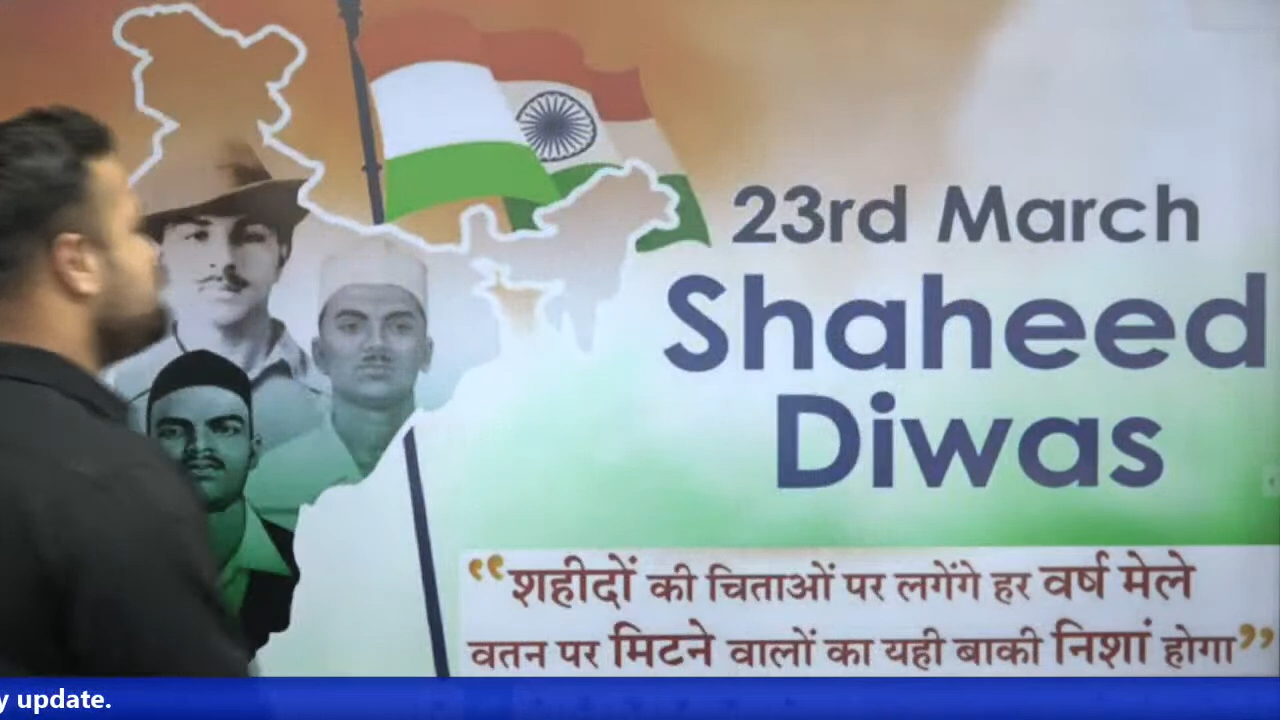 23rd March
Shaheed
Diwas
“शहीदों की चिताओं पर लगेंगे हर वर्ष मेले
वतन पर मिटने वालों का यही बाकी निशां होगा”
y update.